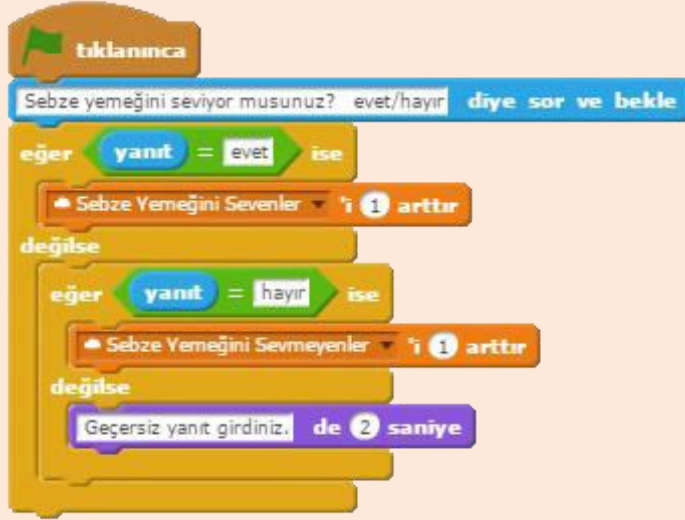 tıklanınca
Sebze yemeğini seviyor musunuz? evet/hayır diye sor ve bekle
eğer yanıt = evet ise
Sebze Yemeğini Sevenler 'i 1 arttır
değilse
eğer yanıt = hayır ise
Sebze Yemeğini Sevmeyenler 'i 1 arttır
değilse
Geçersiz yanıt girdiniz. de 2 saniye